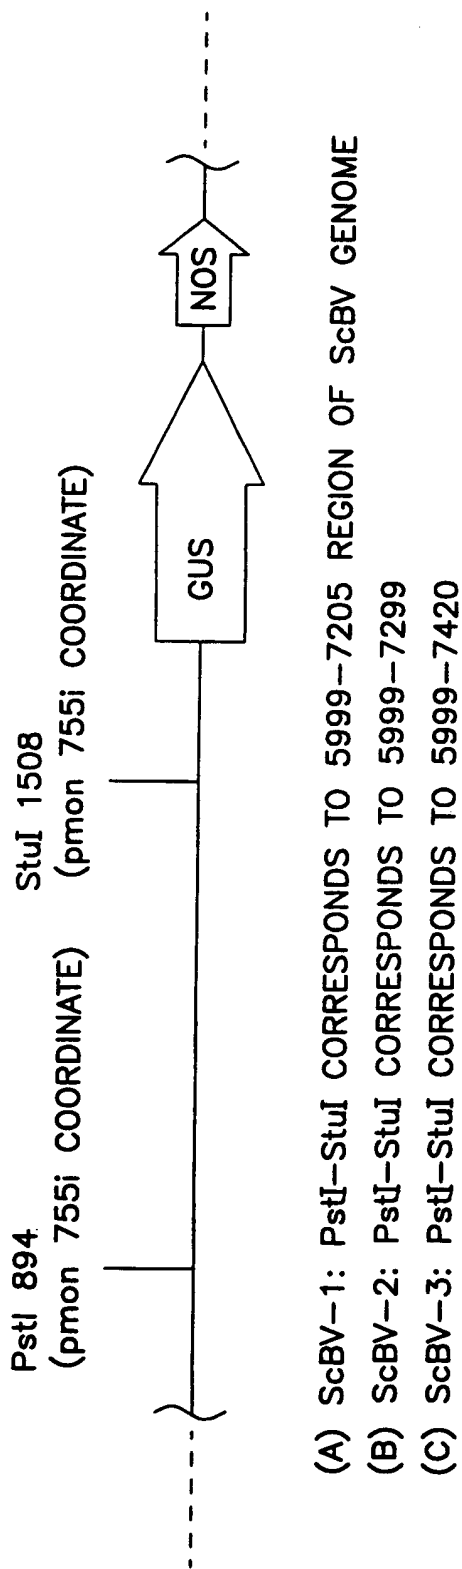 PstI 894
(pmon 755i COORDINATE)
StuI 1508
(pmon 755i COORDINATE)
GUS
NOS
(A) ScBV-1: PstI-StuI CORRESPONDS TO 5999-7205 REGION OF ScBV GENOME
(B) ScBV-2: PstI-StuI CORRESPONDS TO 5999-7299
(C) ScBV-3: PstI-StuI CORRESPONDS TO 5999-7420